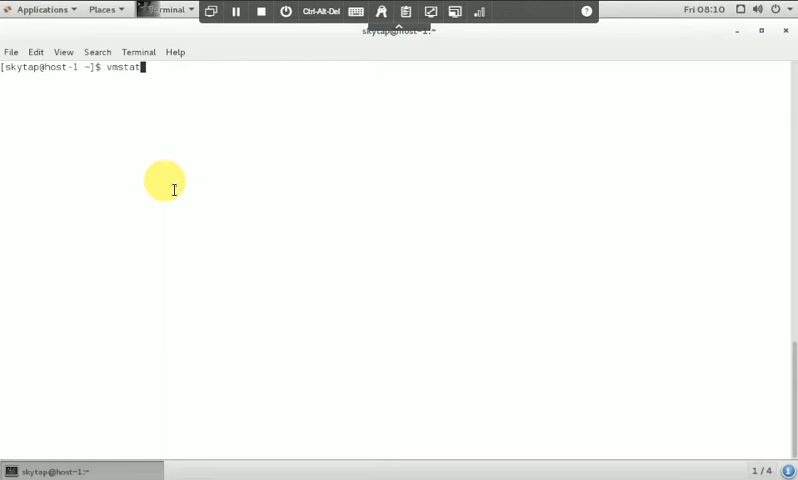 Applications Places Terminal Ctrl-Alt-Del Fri 08:10
skytap@host-1:~
File Edit View Search Terminal Help
[skytap@host-1 ~]$ vmstat
skytap@host-1:~ 1 / 4